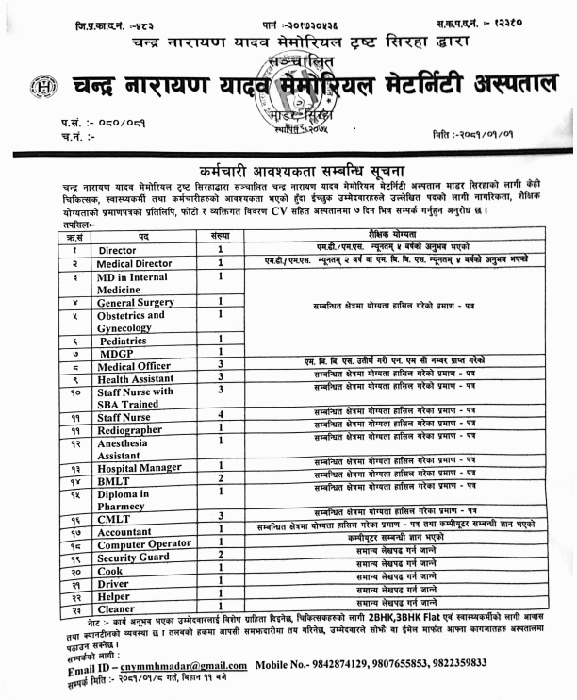 जि.प्र.का.द.नं. -४८२ पानं -३०१७२०५३६ स.क.प.द.नं. :- १२३९०
चन्द्र नारायण यादव मेमोरियल ट्रष्ट सिरहा द्वारा
सञ्चालित
चन्द्र नारायण यादव मेमोरियल मेटर्निटी अस्पताल
माडर सिरहा
स्थापित : २०७५
प.सं. :- ०८०/०८१
च.नं. :-
मिति :-२०८१/०१/०१
कर्मचारी आवश्यकता सम्बन्धि सूचना
चन्द्र नारायण यादव मेमोरियल ट्रष्ट सिरहाद्वारा सञ्चालित चन्द्र नारायण यादव मेमोरियन मेटर्निटी अस्पतान माडर सिरहाको लागी केही
चिकित्सक, स्वास्थ्यकर्मी तथा कर्मचारीहरुको आवश्यकता भएको हुँदा ईच्छुक उम्मेदवारहरुले उल्लेखित पदको लागी नागरिकता, शैक्षिक
योग्यताको प्रमाणपत्रको प्रतिलिपि, फोटो र व्यक्तिगत विवरण CV सहित अस्पतालमा ७ दिन भित्र सम्पर्क गर्नुहुन अनुरोध छ ।
तपसिल:-
क्र.सं पद संख्या शैक्षिक योग्यता
१ Director 1 एम.डी/एम.एस. न्यूनतम् ५ वर्षको अनुभव भएको
२ Medical Director 1 एम.डी/एम.एस. न्यूनतम् २ वर्ष वा एम. बि. बि. एस. न्यूनतम् ४ वर्षको अनुभव भएको
३ MD in Internal 1
Medicine
४ General Surgery 1 सम्बन्धित क्षेत्रमा योग्यता हासिल गरेको प्रमाण - पत्र
५ Obstetrics and 1
Gynecology
६ Pediatrics 1
७ MDGP 1
८ Medical Officer 3 एम. बि. बि एस. उतीर्ण गरी एन. एम सी नम्बर प्राप्त गरेको
९ Health Assistant 3 सम्बन्धित क्षेत्रमा योग्यता हासिल गरेको प्रमाण - पत्र
१० Staff Nurse with 3 सम्बन्धित क्षेत्रमा योग्यता हासिल गरेका प्रमाण - पत्र
SBA Trained
११ Staff Nurse 4 सम्बन्धित क्षेत्रमा योग्यता हासिल गरेका प्रमाण - पत्र
११ Rediographer 1 सम्बन्धित क्षेत्रमा योग्यता हासिल गरेका प्रमाण - पत्र
१२ Anesthesia 1 सम्बन्धित क्षेत्रमा योग्यता हासिल गरेका प्रमाण - पत्र
Assistant
१३ Hospital Manager 1 सम्बन्धित क्षेत्रमा योग्यता हासिल गरेका प्रमाण - पत्र
१४ BMLT 2 सम्बन्धित क्षेत्रमा योग्यता हासिल गरेका प्रमाण - पत्र
१५ Diploma in 1 सम्बन्धित क्षेत्रमा योग्यता हासिल गरेका प्रमाण - पत्र
Pharmecy
१६ CMLT 3 सम्बन्धित क्षेत्रमा योग्यता हासिल गरेका प्रमाण - पत्र
१७ Accountant 1 सम्बन्धित क्षेत्रमा योग्यता हासिन गरेका प्रमाण - पत्र तथा कम्पीयूटर सम्बन्धी ज्ञान भएको
१८ Computer Operator 1 कम्पीयूटर सम्बन्धी ज्ञान भएको
१९ Security Guard 2 सामान्य लेखपढ गर्न जान्ने
२० Cook 1 सामान्य लेखपढ गर्न जान्ने
२१ Driver 1 सामान्य लेखपढ गर्न जान्ने
२२ Helper 1 सामान्य लेखपढ गर्न जान्ने
२३ Cleaner 1 सामान्य लेखपढ गर्न जान्ने
नोट :- कार्य अनुभव पएका उम्मेदवारलाई विशेष ग्राहिता दिइनेछ, चिकित्सकहरुको लागी 2BHK,3BHK Flat एवं स्वास्थ्यकर्मीको लागी आवास
तथा क्यानटीनको व्यवस्था छ । तलवको हकमा आपसी समझदारीमा तय गरिनेछ, उम्मेदवारले सोभै वा ईमेल मार्फत आफ्ना कागजातहरु अस्पतालमा
पठाउन सक्नेछ ।
सम्पर्कको लागी :
Email ID – cnymmhmadar@gmail.com Mobile No.- 9842874129, 9807655853, 9822359833
सम्पर्क मिति :- २०८१/०१/८ गते, बिहान ११ बजे